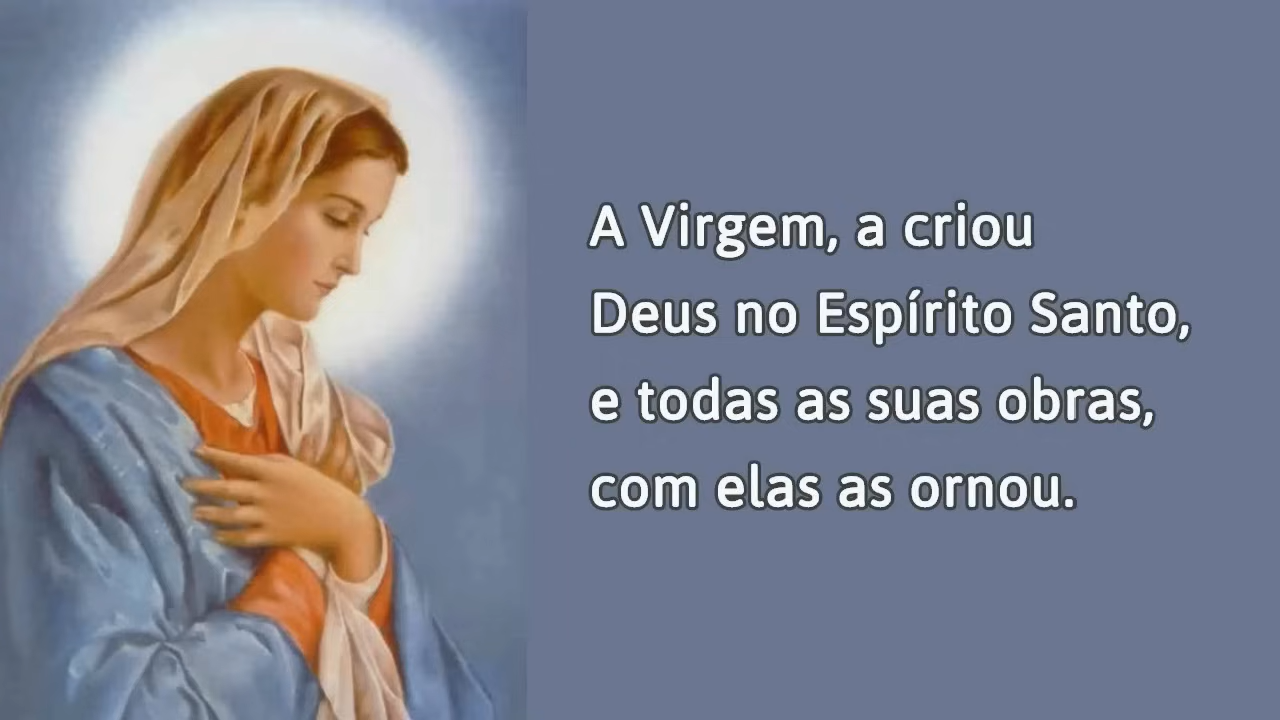 A Virgem, a criou
Deus no Espírito Santo,
e todas as suas obras,
com elas as ornou.